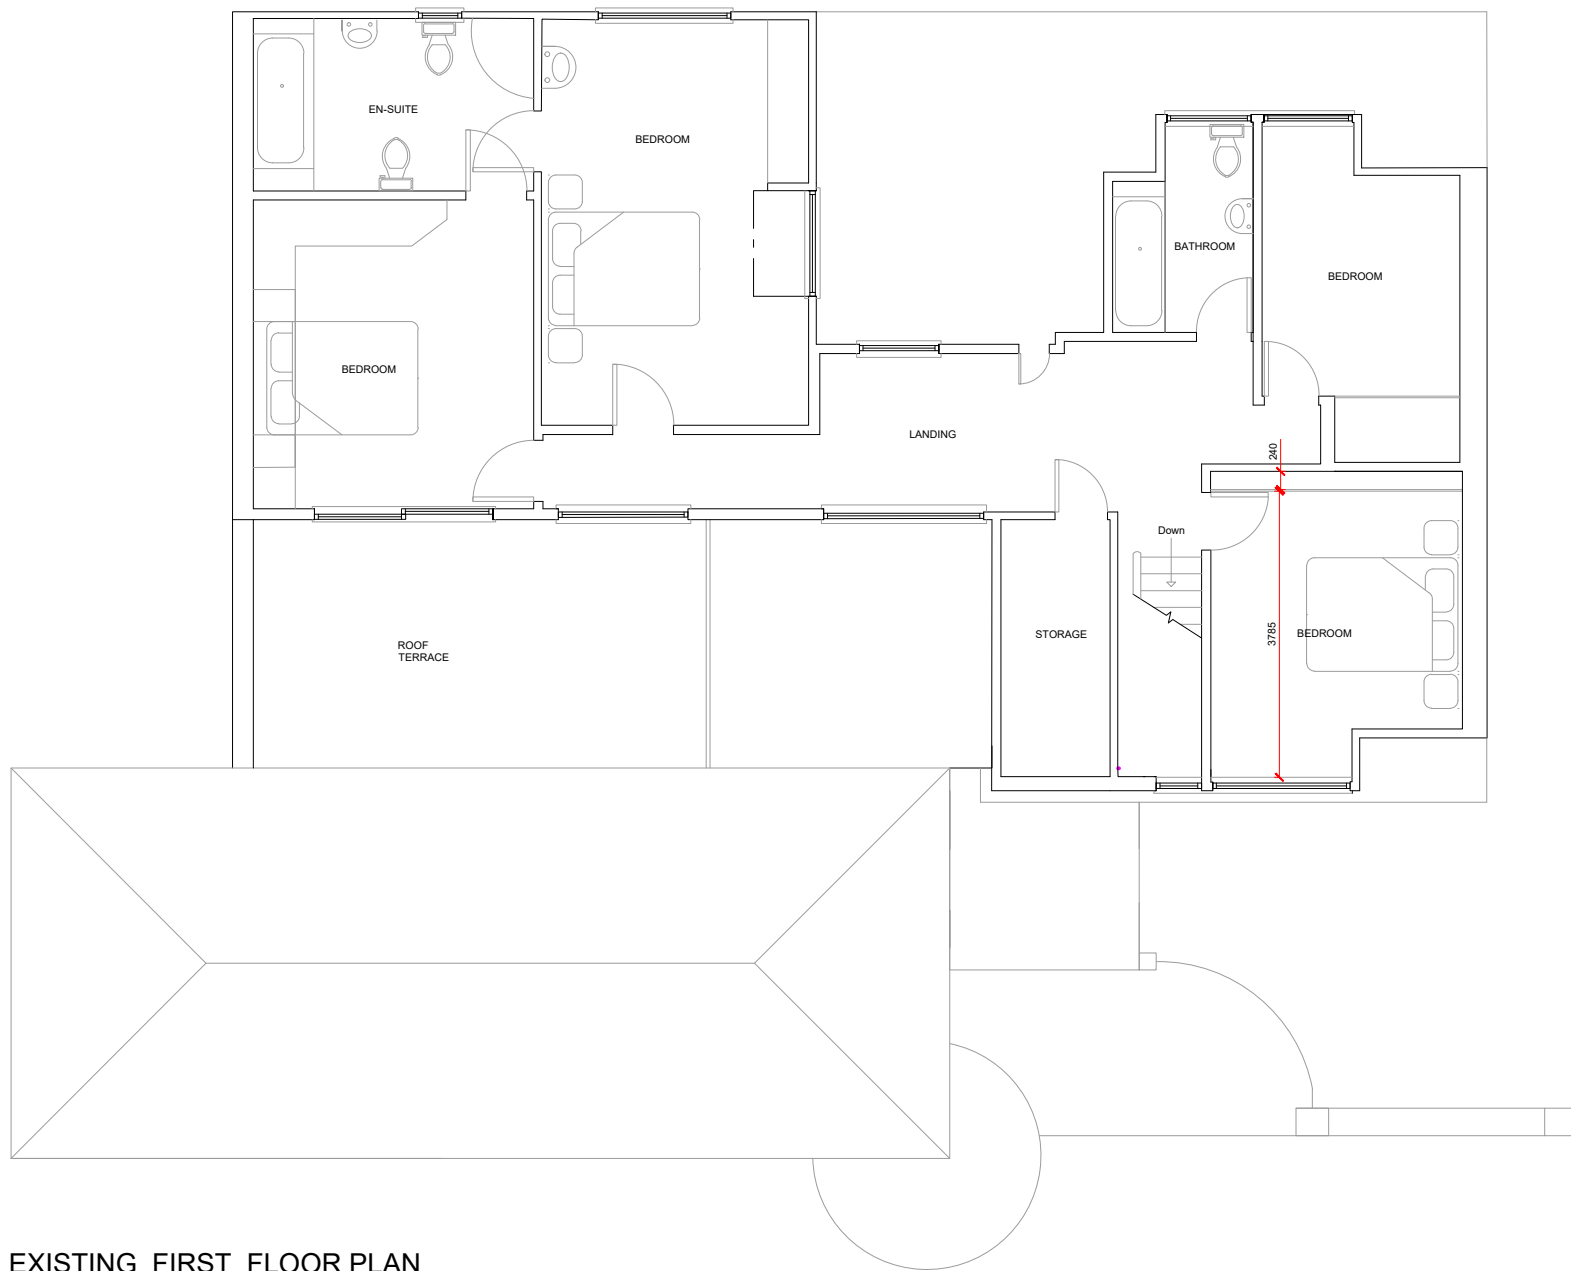 EN-SUITE
BEDROOM
BATHROOM
BEDROOM
BEDROOM
LANDING
240
Down
3785
BEDROOM
STORAGE
ROOF
TERRACE
EXISTING FIRST FLOOR PLAN